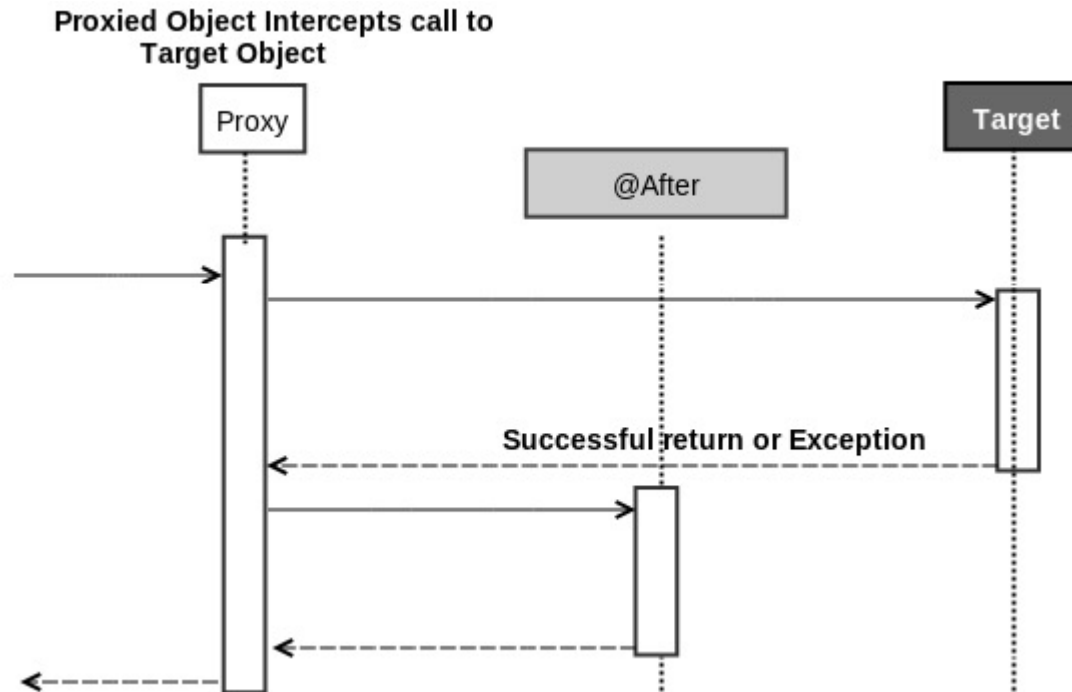 Proxied Object Intercepts call to
Target Object
Proxy
@After
Target
Successful return or Exception